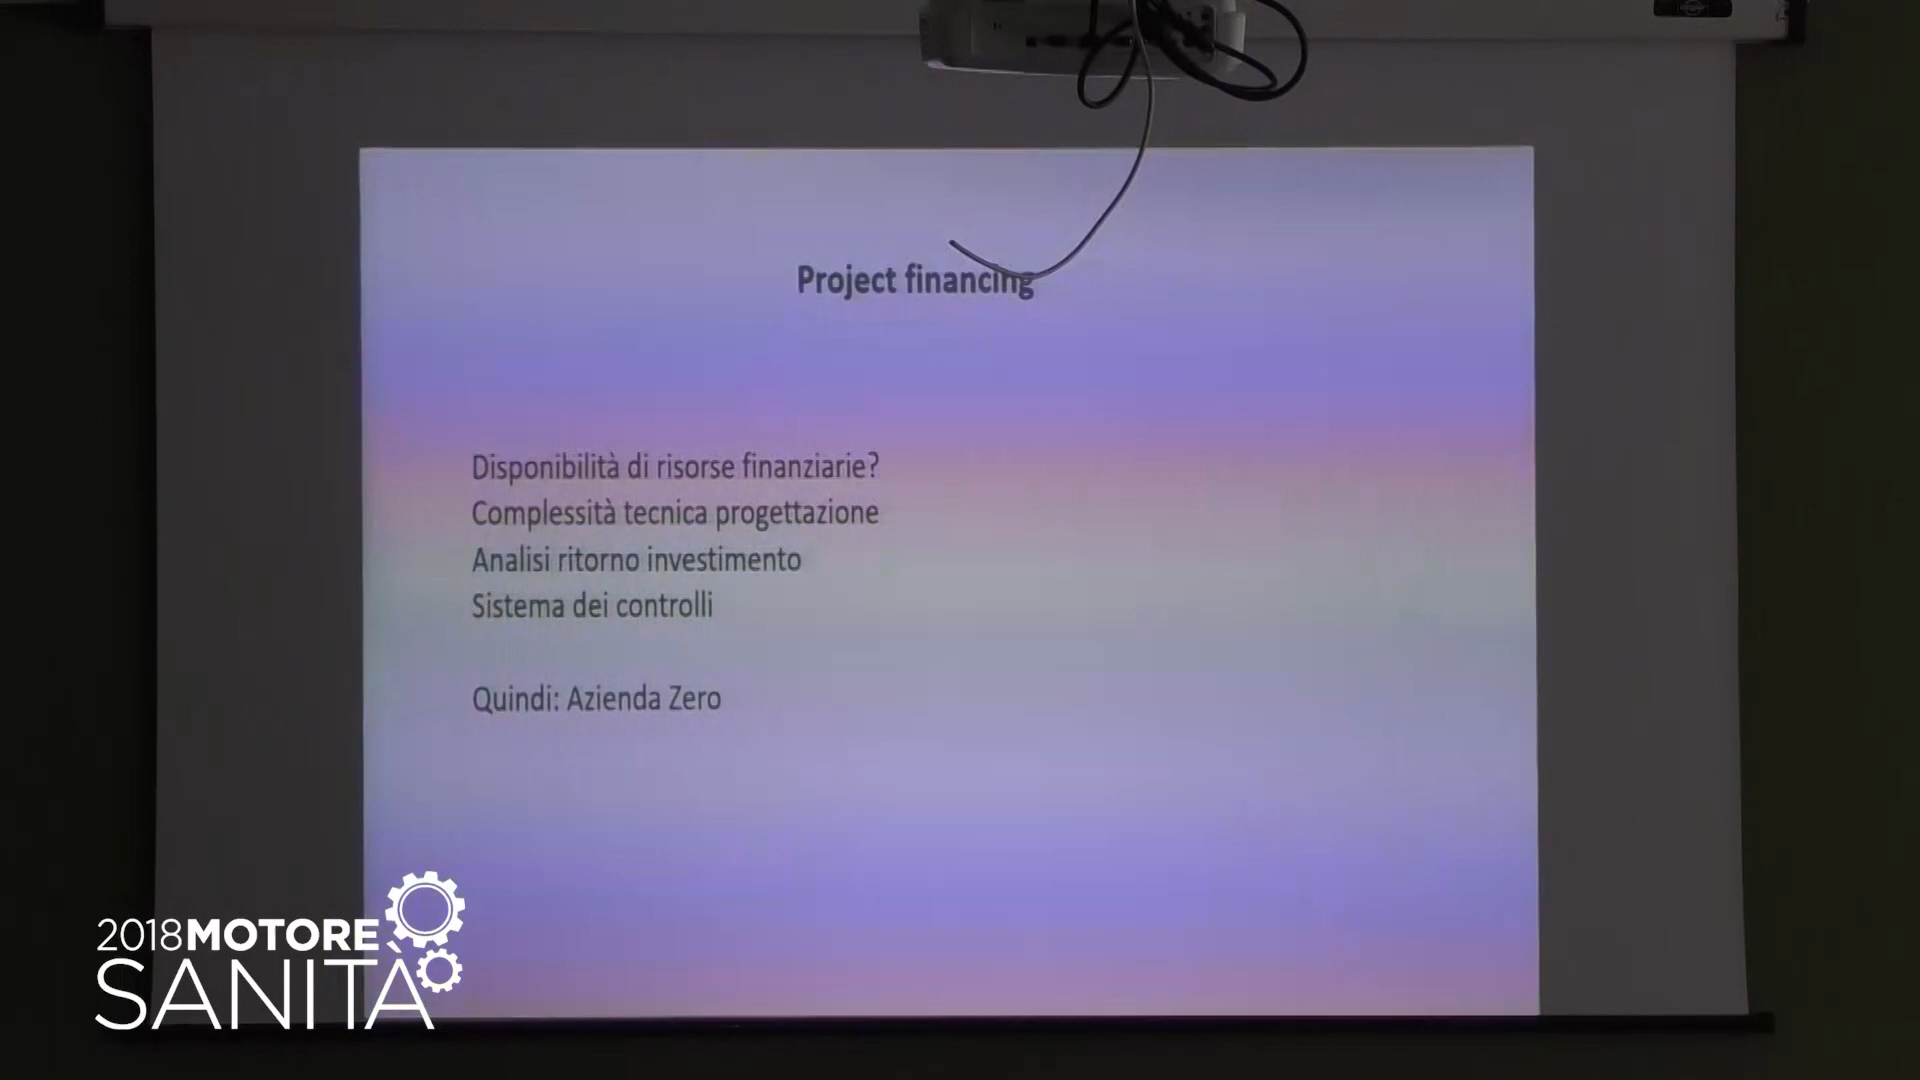 Project financing
Disponibilità di risorse finanziarie?
Complessità tecnica progettazione
Analisi ritorno investimento
Sistema dei controlli
Quindi: Azienda Zero
2018MOTORE
SANITÀ